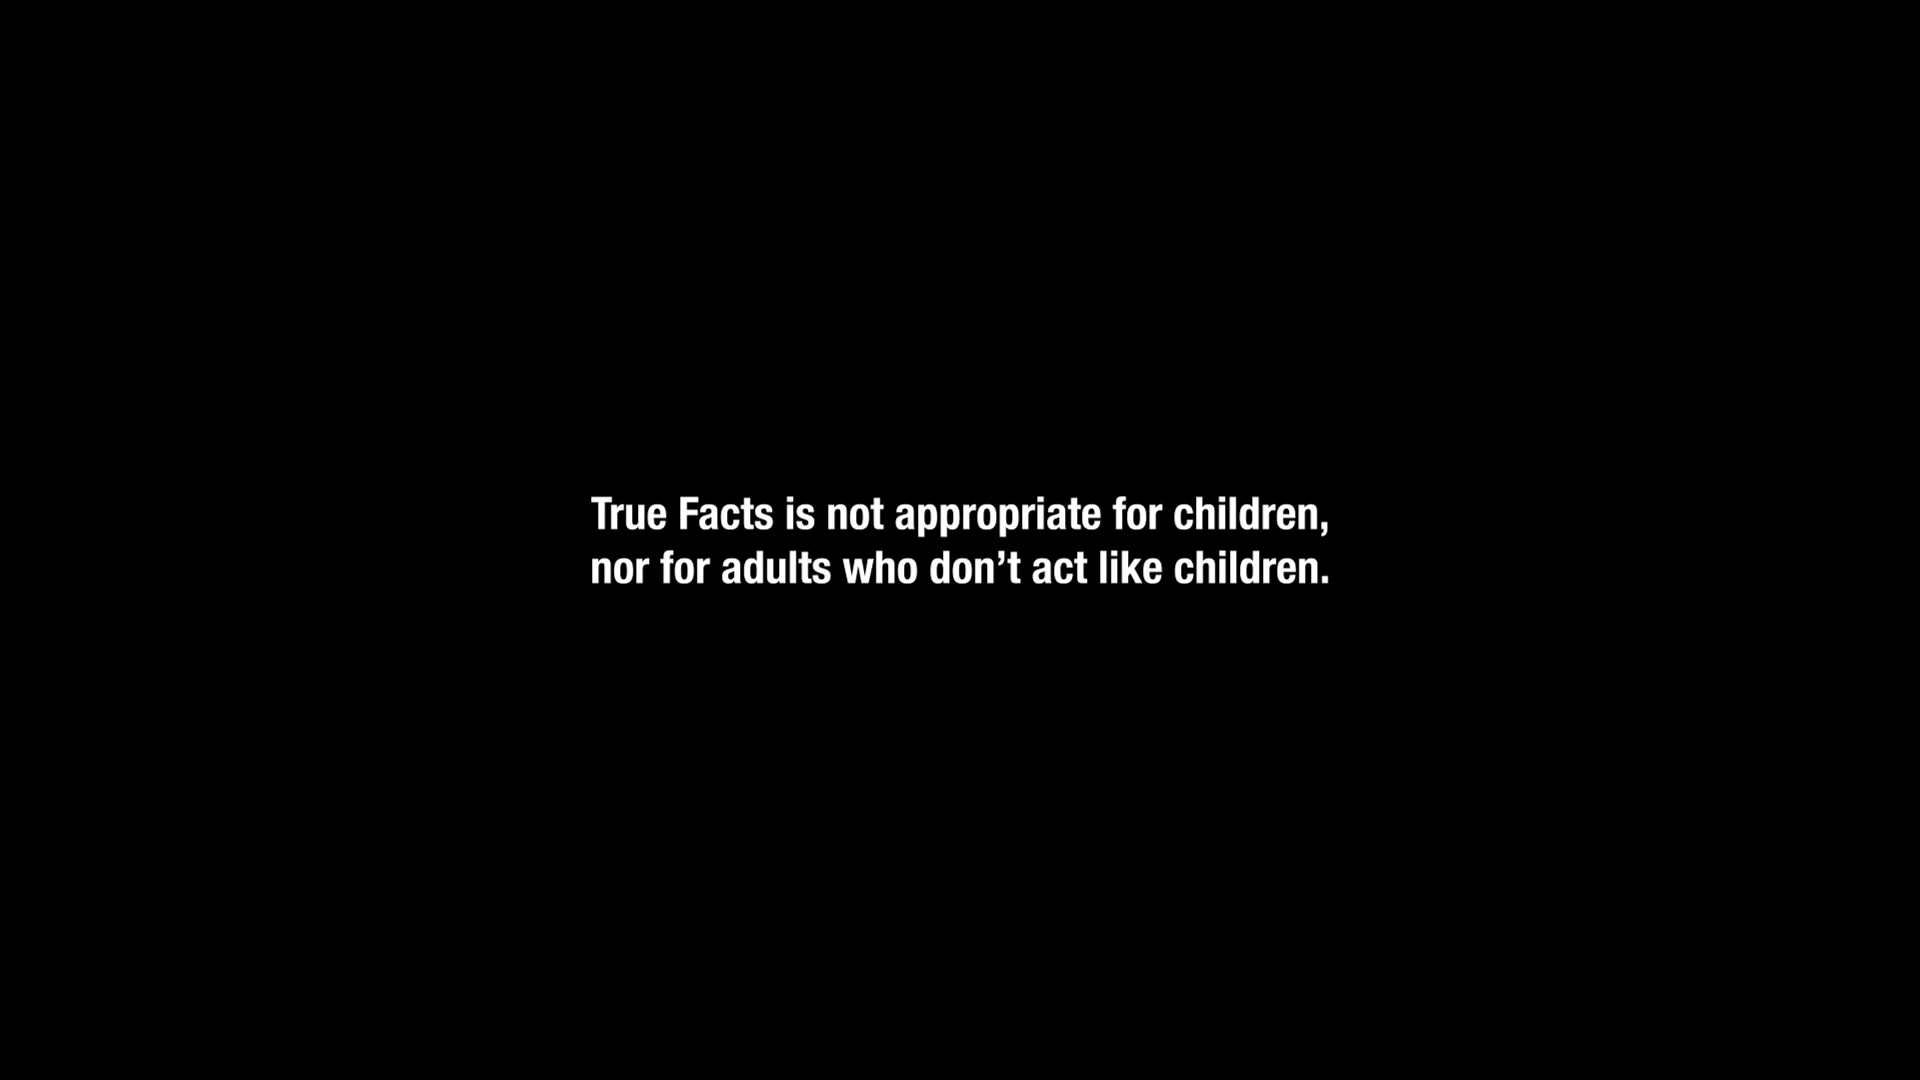 True Facts is not appropriate for children,
nor for adults who don’t act like children.